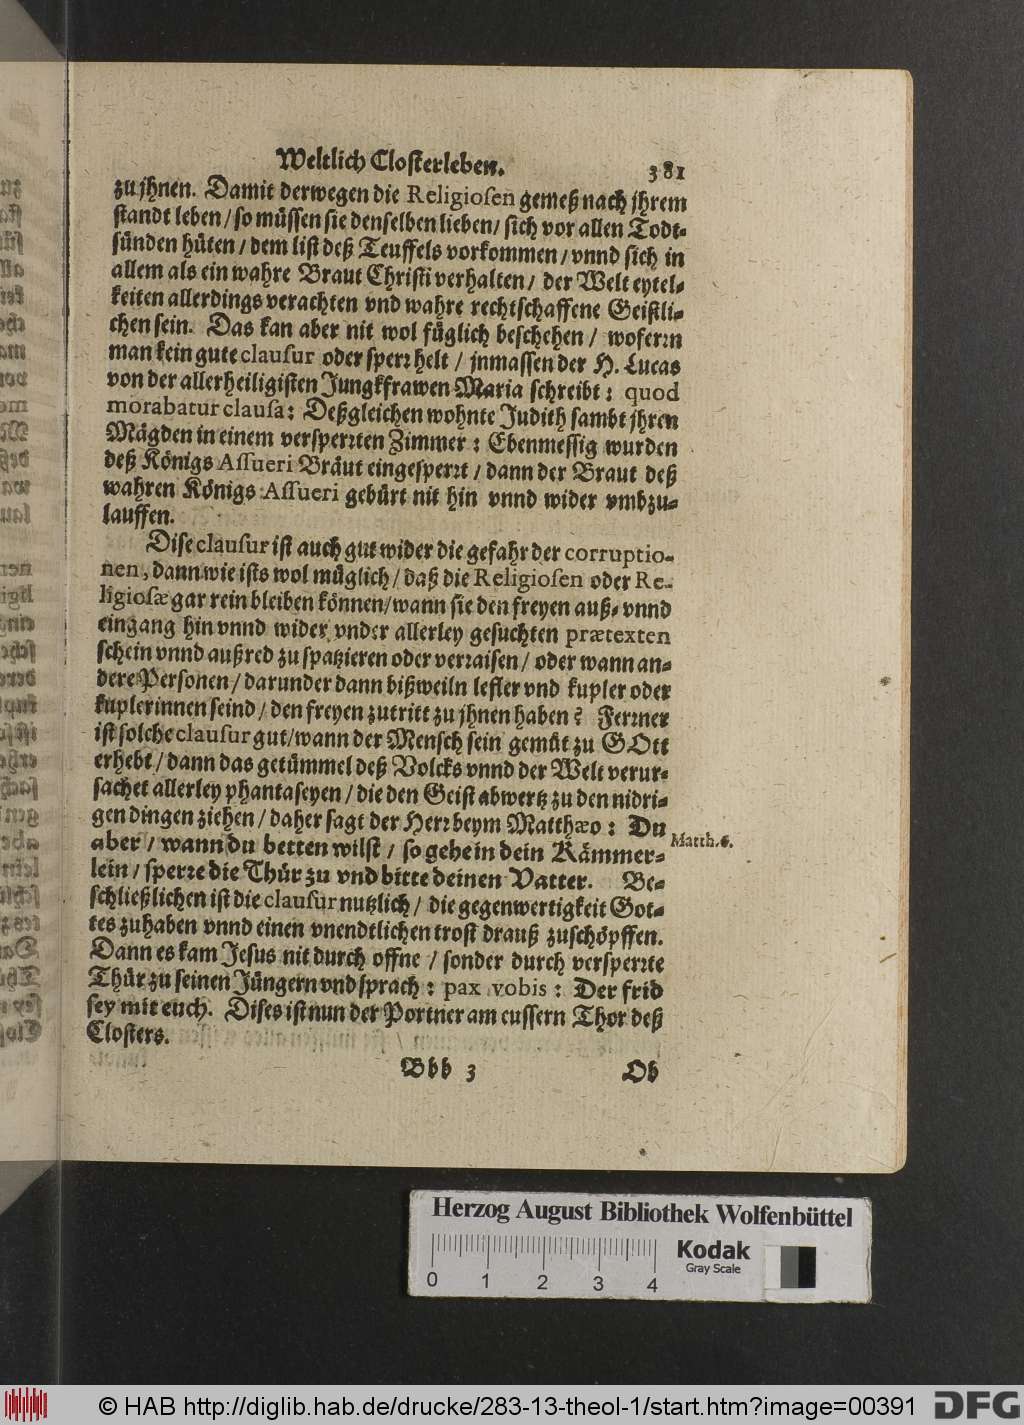 Weltlich Closterleben. 381
zu jhnen. Damit derwegen die Religiosen gemeß nach jhrem
standt leben / so müssen sie denselben lieben / sich vor allen Todt-
sünden hüten / dem list deß Teuffels vorkommen / vnnd sich in
allem als ein wahre Braut Christi verhalten / der Welt eytel-
keiten allerdings verachten vnd wahre rechtschaffene Geistli-
chen sein. Das kan aber nit wol füglich beschehen / woferrn
man kein gute clausur oder sperr helt / jnmassen der H. Lucas
von der allerheiligisten Jungkfrawen Maria schreibt: quod
morabatur clausa: Deßgleichen wohnte Judith sambt jhren
Mägden in einem versperrten Zimmer: Ebenmessig wurden
deß Königs Assueri Bräut eingesperrt / dann der Braut deß
wahren Königs Assueri gebürt nit hin vnnd wider vmbzu-
lauffen.
Dise clausur ist auch gut wider die gefahr der corruptio-
nen, dann wie ists wol müglich / daß die Religiosen oder Re-
ligiosæ gar rein bleiben können / wann sie den freyen auß- vnnd
eingang hin vnnd wider vnder allerley gesuchten prætexten
schein vnnd außred zu spatzieren oder verraisen / oder wann an-
dere Personen / darunder dann bißweiln lefler vnd kupler oder
kuplerinnen seind / den freyen zutritt zu jhnen haben? Ferrner
ist solche clausur gut / wann der Mensch sein gemüt zu GOtt
erhebt / dann das getümmel deß Volcks vnnd der Welt verur-
sachet allerley phantaseyen / die den Geist abwertz zu den nidri-
gen dingen ziehen / daher sagt der Herr beym Matthæo: Du
aber / wann du betten wilst / so gehe in dein Kämmer-
Matth. 6.
lein / sperre die Thür zu vnd bitte deinen Vatter. Be-
schließlichen ist die clausur nutzlich / die gegenwertigkeit Got-
tes zuhaben vnnd einen vnendtlichen trost drauß zuschöpffen.
Dann es kam Jesus nit durch offne / sonder durch versperrte
Thür zu seinen Jüngern vnd sprach: pax vobis: Der frid
sey mit euch. Dises ist nun der Portner am eussern Thor deß
Closters.
Bbb 3 Ob
Herzog August Bibliothek Wolfenbüttel
0 1 2 3 4
Kodak
Gray Scale
© HAB http://diglib.hab.de/drucke/283-13-theol-1/start.htm?image=00391
DFG